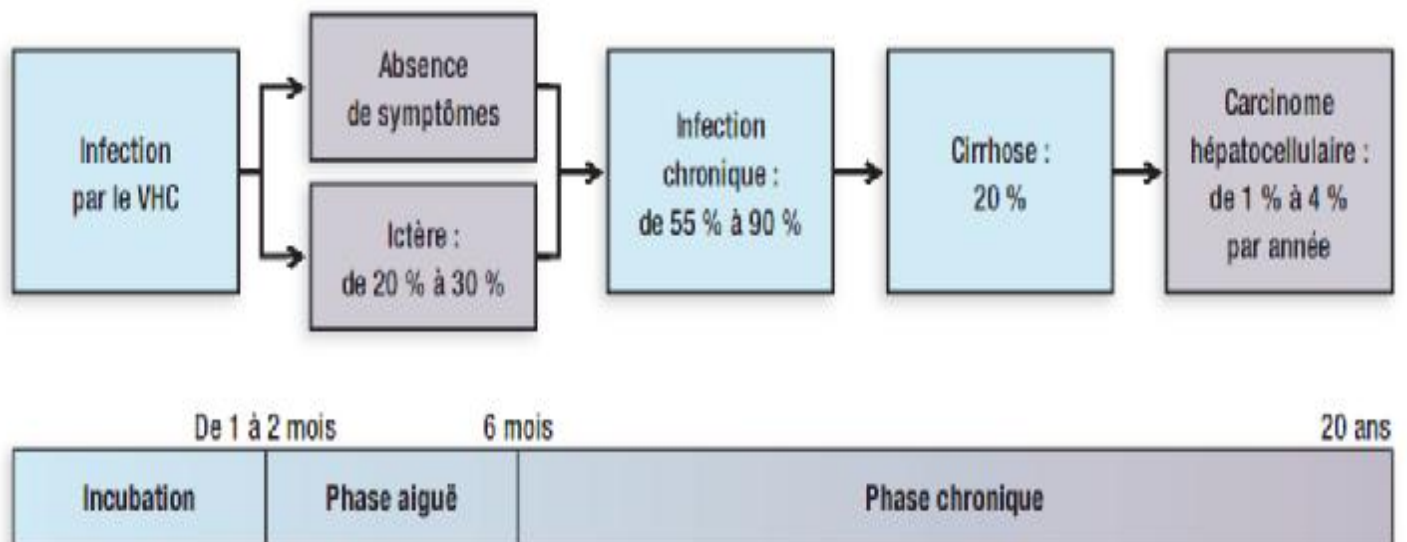 Infection
par le VHC
Absence
de symptômes
Ictère :
de 20 % à 30 %
Infection
chronique :
de 55 % à 90 %
Cirrhose :
20 %
Carcinome
hépatocellulaire :
de 1 % à 4 %
par année
De 1 à 2 mois
6 mois
20 ans
Incubation
Phase aiguë
Phase chronique